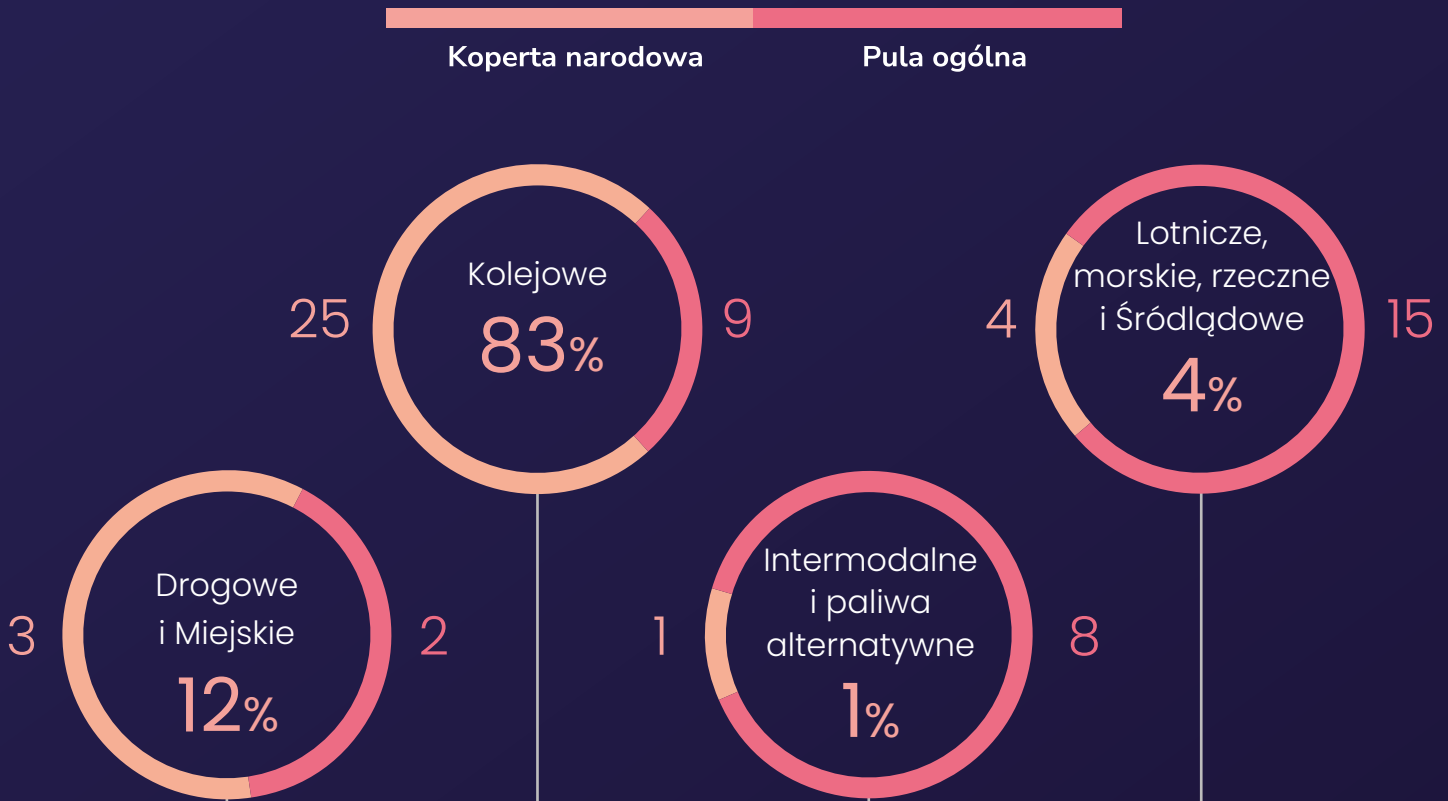 Koperta narodowa
Pula ogólna
25
Kolejowe
83%
9
4
Lotnicze,
morskie, rzeczne
i Śródlądowe
4%
15
3
Drogowe
i Miejskie
12%
2
1
Intermodalne
i paliwa
alternatywne
1%
8